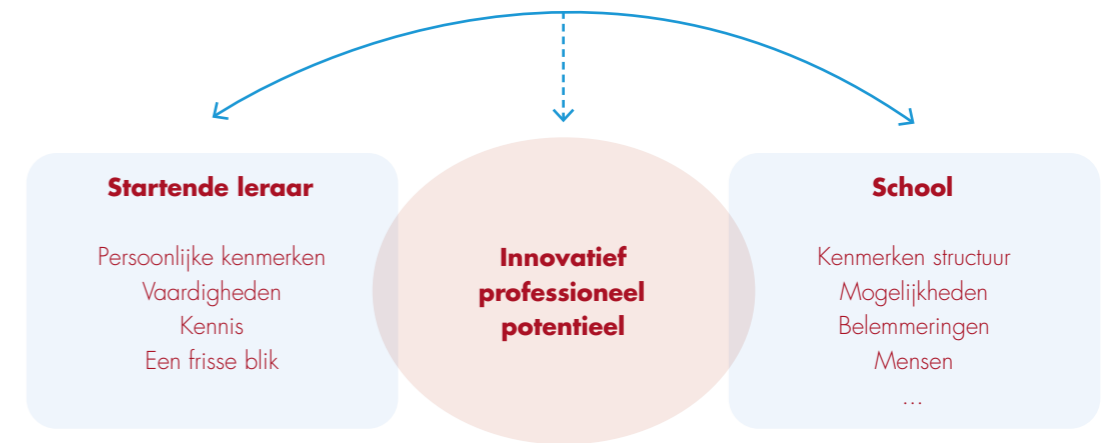 Startende leraar
Persoonlijke kenmerken
Vaardigheden
Kennis
Een frisse blik
Innovatief
professioneel
potentieel
School
Kenmerken structuur
Mogelijkheden
Belemmeringen
Mensen
...